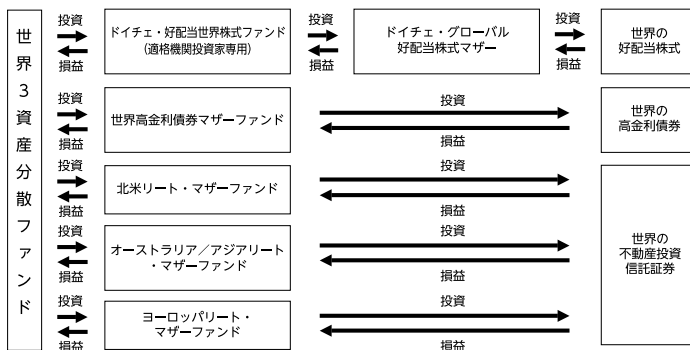 世界３資産分散ファンド
投資
損益
ドイチェ・好配当世界株式ファンド
（適格機関投資家専用）
投資
損益
ドイチェ・グローバル
好配当株式マザー
投資
損益
世界の
好配当株式
投資
損益
世界高金利債券マザーファンド
投資
損益
世界の
高金利債券
投資
損益
北米リート・マザーファンド
投資
損益
世界の
不動産投資
信託証券
投資
損益
オーストラリア／アジアリート
・マザーファンド
投資
損益
投資
損益
ヨーロッパリート・
マザーファンド
投資
損益